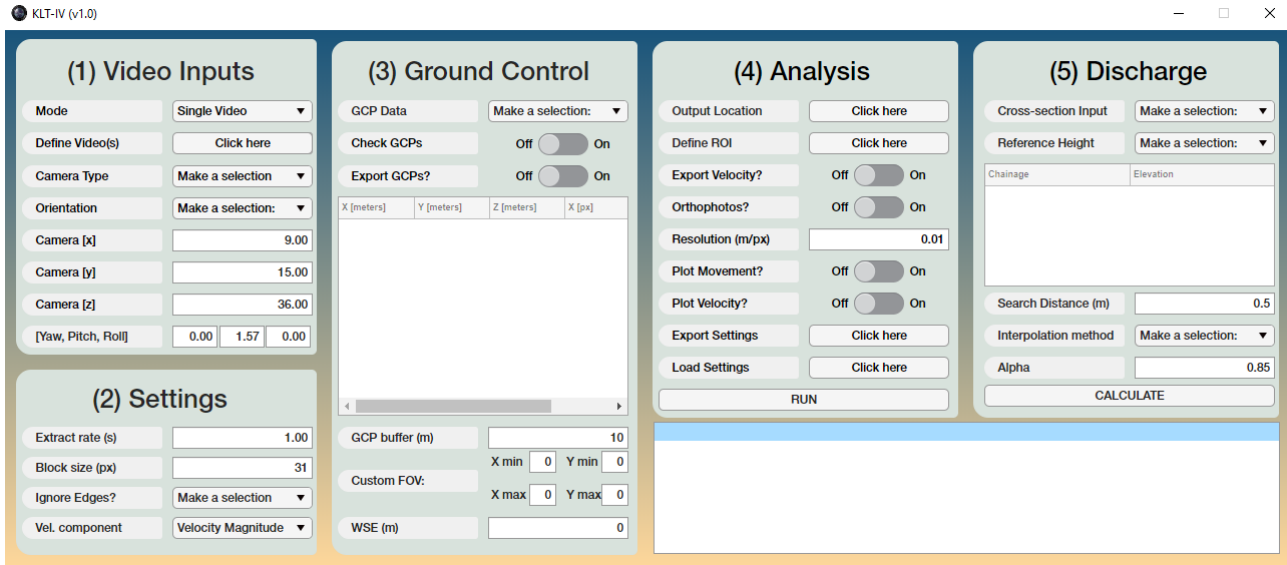 KLT-IV (v1.0)
(1) Video Inputs
Mode Single Video
Define Video(s) Click here
Camera Type Make a selection
Orientation Make a selection:
Camera [x] 9.00
Camera [y] 15.00
Camera [z] 36.00
[Yaw, Pitch, Roll] 0.00 1.57 0.00
(2) Settings
Extract rate (s) 1.00
Block size (px) 31
Ignore Edges? Make a selection
Vel. component Velocity Magnitude
(3) Ground Control
GCP Data Make a selection:
Check GCPs Off On
Export GCPs? Off On
X [meters] Y [meters] Z [meters] X [px]
GCP buffer (m) 10
Custom FOV: X min 0 Y min 0
X max 0 Y max 0
WSE (m) 0
(4) Analysis
Output Location Click here
Define ROI Click here
Export Velocity? Off On
Orthophotos? Off On
Resolution (m/px) 0.01
Plot Movement? Off On
Plot Velocity? Off On
Export Settings Click here
Load Settings Click here
RUN
(5) Discharge
Cross-section Input Make a selection:
Reference Height Make a selection:
Chainage Elevation
Search Distance (m) 0.5
Interpolation method Make a selection:
Alpha 0.85
CALCULATE